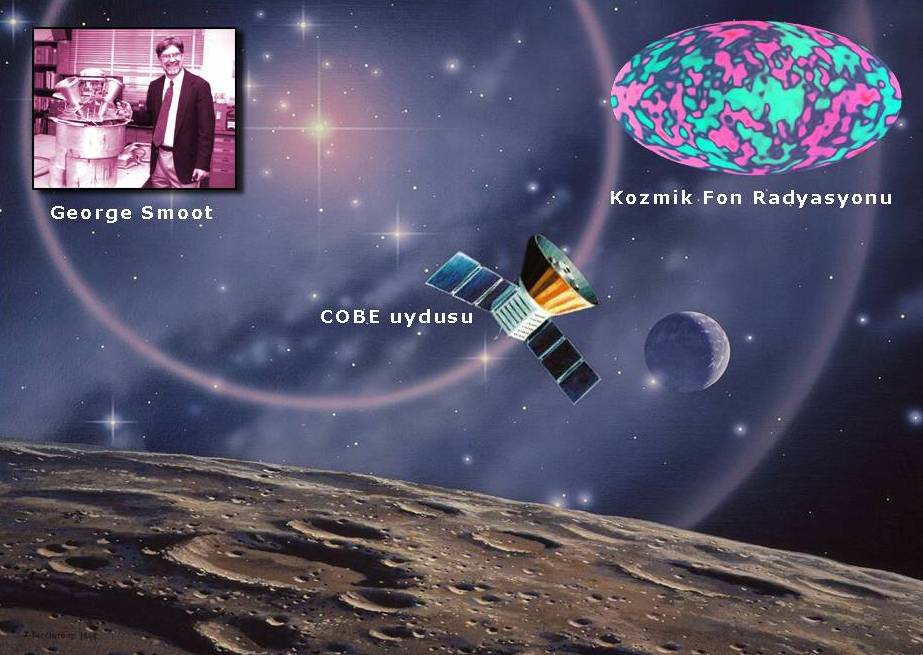 George Smoot
Kozmik Fon Radyasyonu
COBE uydusu